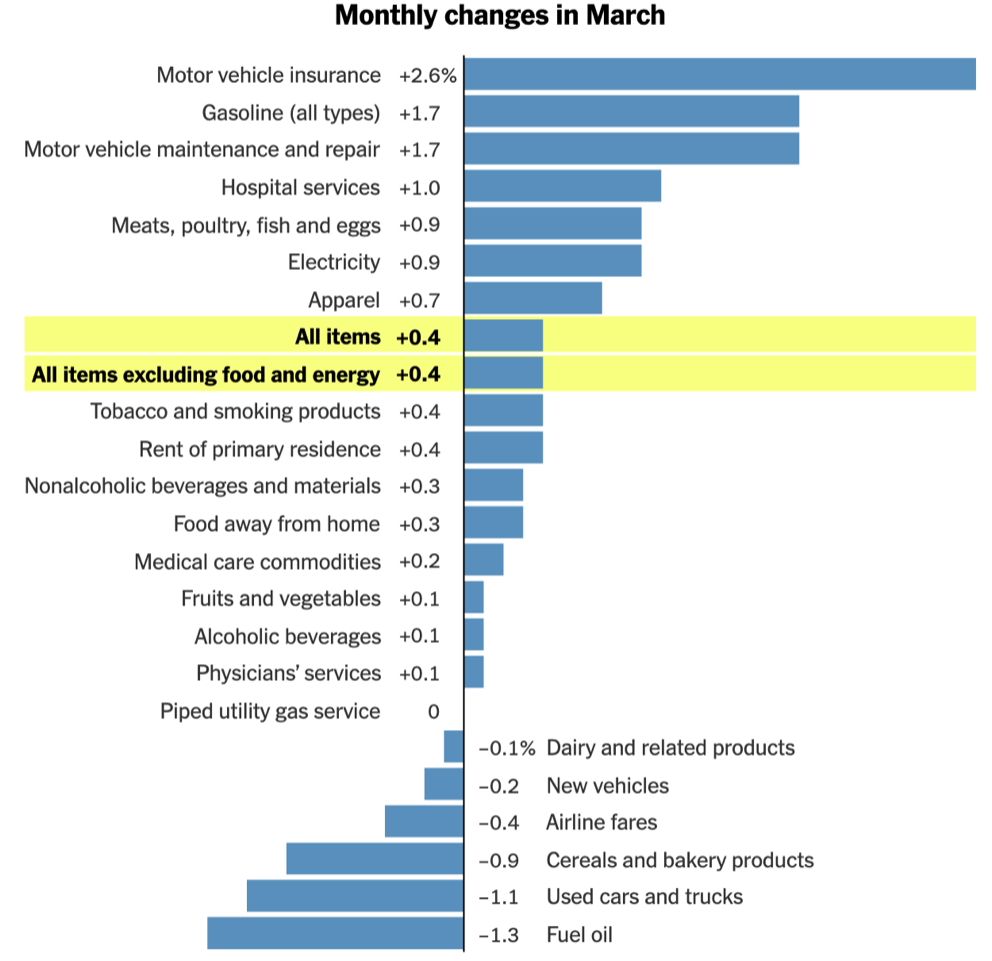 Monthly changes in March
Motor vehicle insurance +2.6%
Gasoline (all types) +1.7
Motor vehicle maintenance and repair +1.7
Hospital services +1.0
Meats, poultry, fish and eggs +0.9
Electricity +0.9
Apparel +0.7
All items +0.4
All items excluding food and energy +0.4
Tobacco and smoking products +0.4
Rent of primary residence +0.4
Nonalcoholic beverages and materials +0.3
Food away from home +0.3
Medical care commodities +0.2
Fruits and vegetables +0.1
Alcoholic beverages +0.1
Physicians’ services +0.1
Piped utility gas service 0
−0.1% Dairy and related products
−0.2 New vehicles
−0.4 Airline fares
−0.9 Cereals and bakery products
−1.1 Used cars and trucks
−1.3 Fuel oil